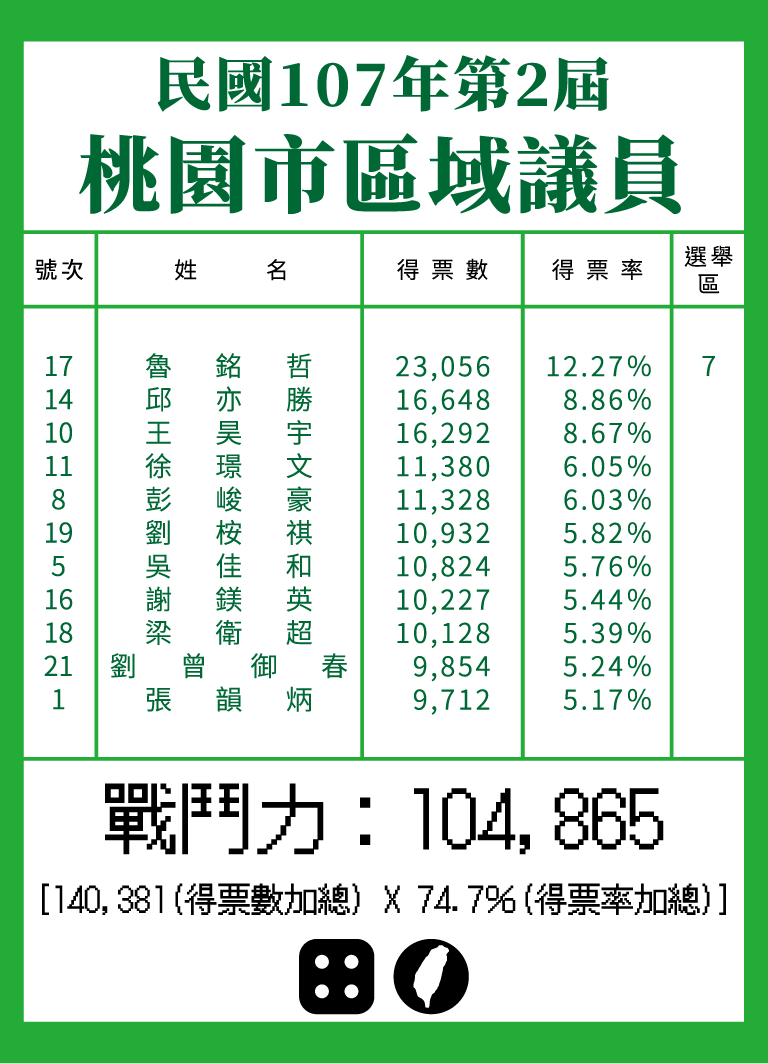 民國107年第2屆
桃園市區域議員
號次 姓名 得票數 得票率 選舉區
17 魯銘哲 23,056 12.27% 7
14 邱亦勝 16,648 8.86%
10 王昊宇 16,292 8.67%
11 徐璟文 11,380 6.05%
8 彭峻豪 11,328 6.03%
19 劉桉祺 10,932 5.82%
5 吳佳和 10,824 5.76%
16 謝鎂英 10,227 5.44%
18 梁衛超 10,128 5.39%
21 劉曾御春 9,854 5.24%
1 張韻炳 9,712 5.17%
戰鬥力：104,865
[140,381(得票數加總) X 74.7%(得票率加總)]